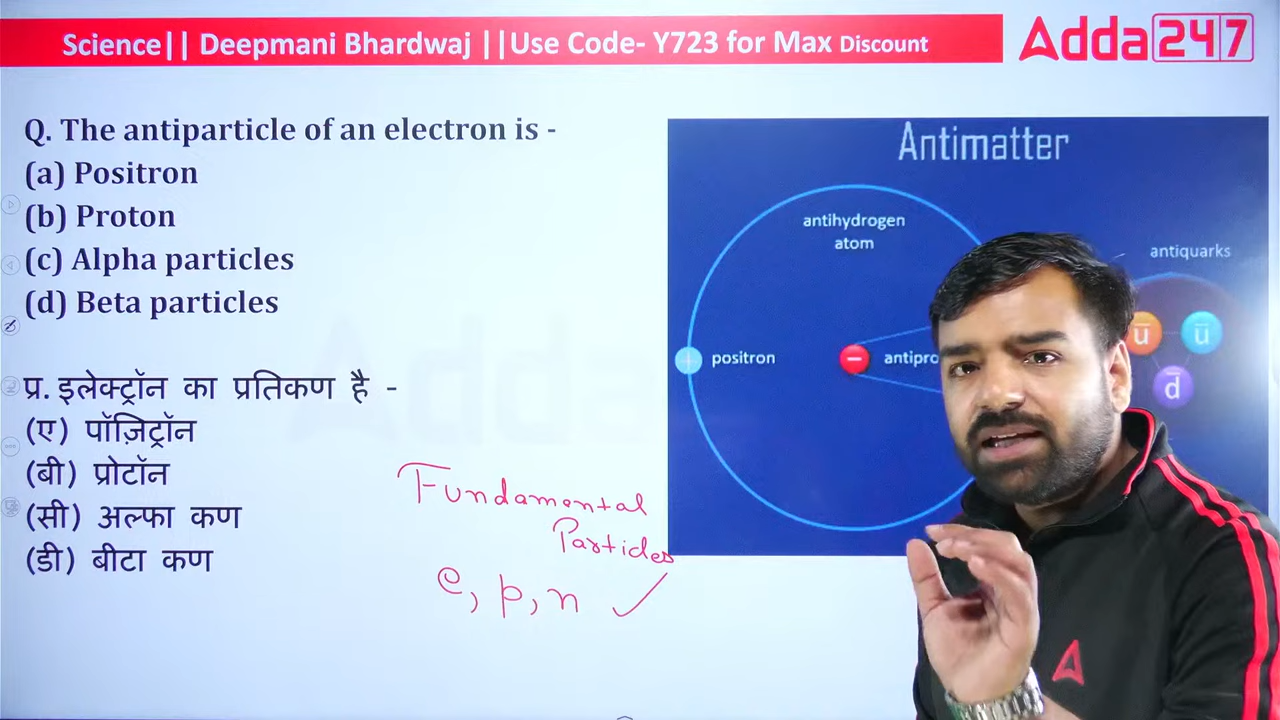 Science|| Deepmani Bhardwaj ||Use Code- Y723 for Max Discount
Adda247
Q. The antiparticle of an electron is -
(a) Positron
(b) Proton
(c) Alpha particles
(d) Beta particles
प्र. इलेक्ट्रॉन का प्रतिकण है -
(ए) पॉज़िट्रॉन
(बी) प्रोटॉन
(सी) अल्फा कण
(डी) बीटा कण
Fundamental
Particles
e, p, n ✓
Antimatter
antihydrogen
atom
antiquarks
positron
antipro
u̅
u̅
d̅